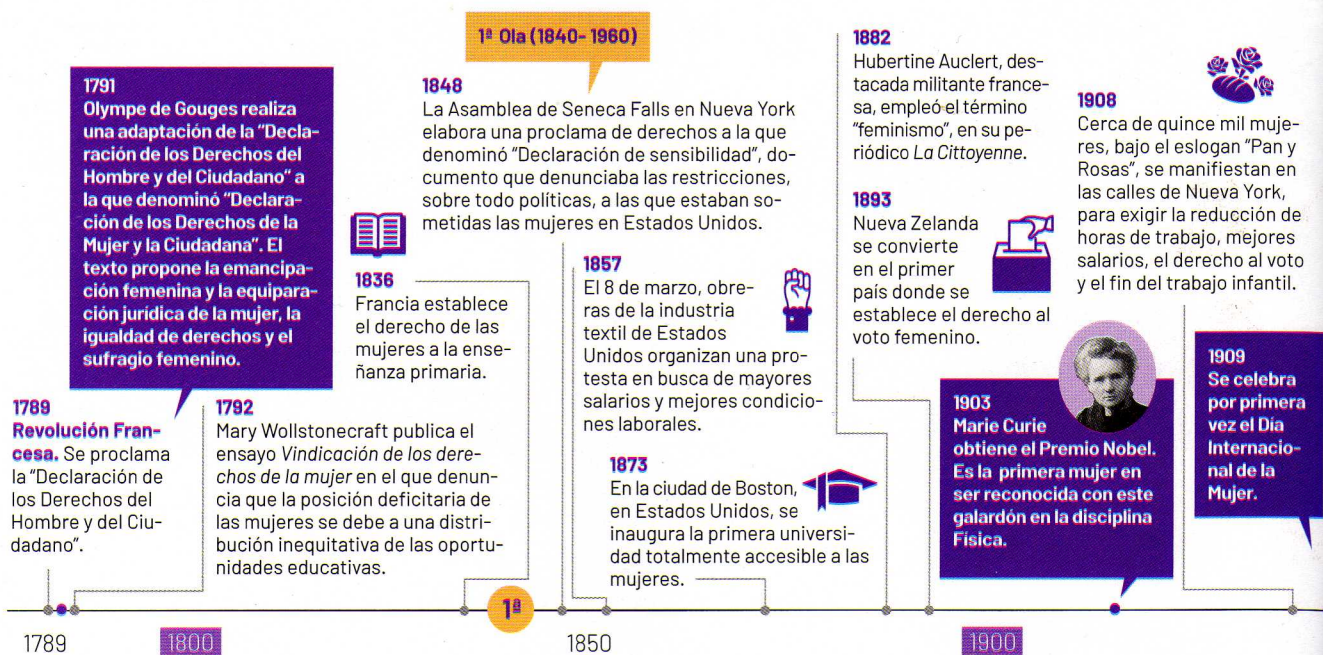 1ª Ola (1840- 1960)
1789
Revolución Fran-
cesa. Se proclama
la "Declaración de
los Derechos del
Hombre y del Ciu-
dadano".
1791
Olympe de Gouges realiza
una adaptación de la "Decla-
ración de los Derechos del
Hombre y del Ciudadano" a
la que denominó "Declara-
ción de los Derechos de la
Mujer y la Ciudadana". El
texto propone la emancipa-
ción femenina y la equipara-
ción jurídica de la mujer, la
igualdad de derechos y el
sufragio femenino.
1792
Mary Wollstonecraft publica el
ensayo Vindicación de los dere-
chos de la mujer en el que denun-
cia que la posición deficitaria de
las mujeres se debe a una distri-
bución inequitativa de las oportu-
nidades educativas.
1836
Francia establece
el derecho de las
mujeres a la ense-
ñanza primaria.
1848
La Asamblea de Seneca Falls en Nueva York
elabora una proclama de derechos a la que
denominó "Declaración de sensibilidad", do-
cumento que denunciaba las restricciones,
sobre todo políticas, a las que estaban so-
metidas las mujeres en Estados Unidos.
1857
El 8 de marzo, obre-
ras de la industria
textil de Estados
Unidos organizan una pro-
testa en busca de mayores
salarios y mejores condicio-
nes laborales.
1873
En la ciudad de Boston,
en Estados Unidos, se
inaugura la primera universi-
dad totalmente accesible a las
mujeres.
1882
Hubertine Auclert, des-
tacada militante france-
sa, empleó el término
"feminismo", en su pe-
riódico La Cittoyenne.
1893
Nueva Zelanda
se convierte
en el primer
país donde se
establece el derecho al
voto femenino.
1903
Marie Curie
obtiene el Premio Nobel.
Es la primera mujer en
ser reconocida con este
galardón en la disciplina
Física.
1908
Cerca de quince mil muje-
res, bajo el eslogan "Pan y
Rosas", se manifiestan en
las calles de Nueva York,
para exigir la reducción de
horas de trabajo, mejores
salarios, el derecho al voto
y el fin del trabajo infantil.
1909
Se celebra
por primera
vez el Día
Internacio-
nal de la
Mujer.
1ª
1789
1800
1850
1900